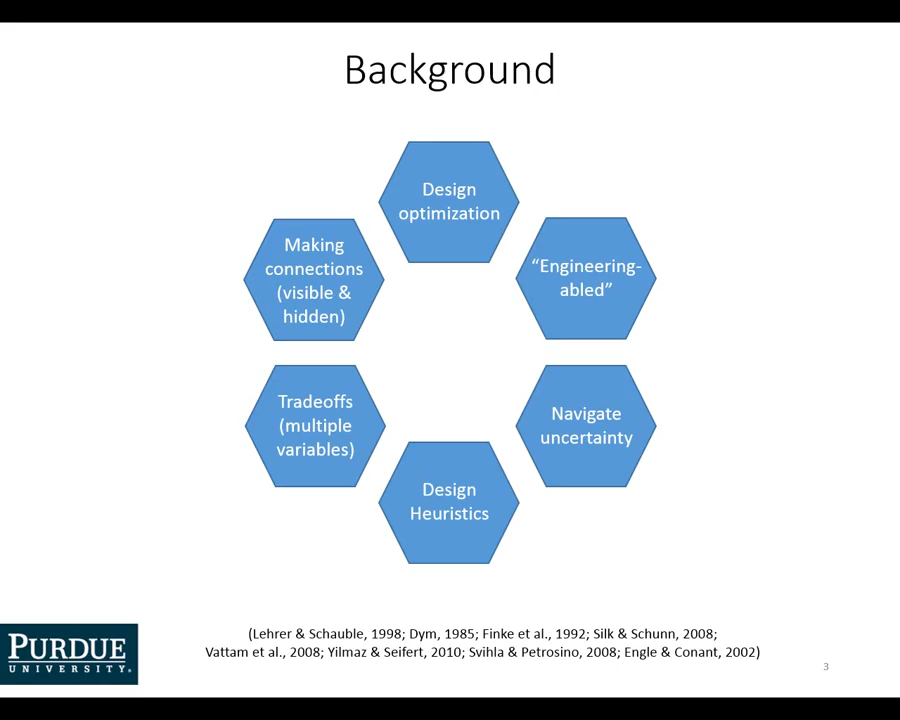 Background
Design
optimization
“Engineering-
abled”
Navigate
uncertainty
Design
Heuristics
Tradeoffs
(multiple
variables)
Making
connections
(visible &
hidden)
(Lehrer & Schauble, 1998; Dym, 1985; Finke et al., 1992; Silk & Schunn, 2008;
Vattam et al., 2008; Yilmaz & Seifert, 2010; Svihla & Petrosino, 2008; Engle & Conant, 2002)
PURDUE
UNIVERSITY.
3